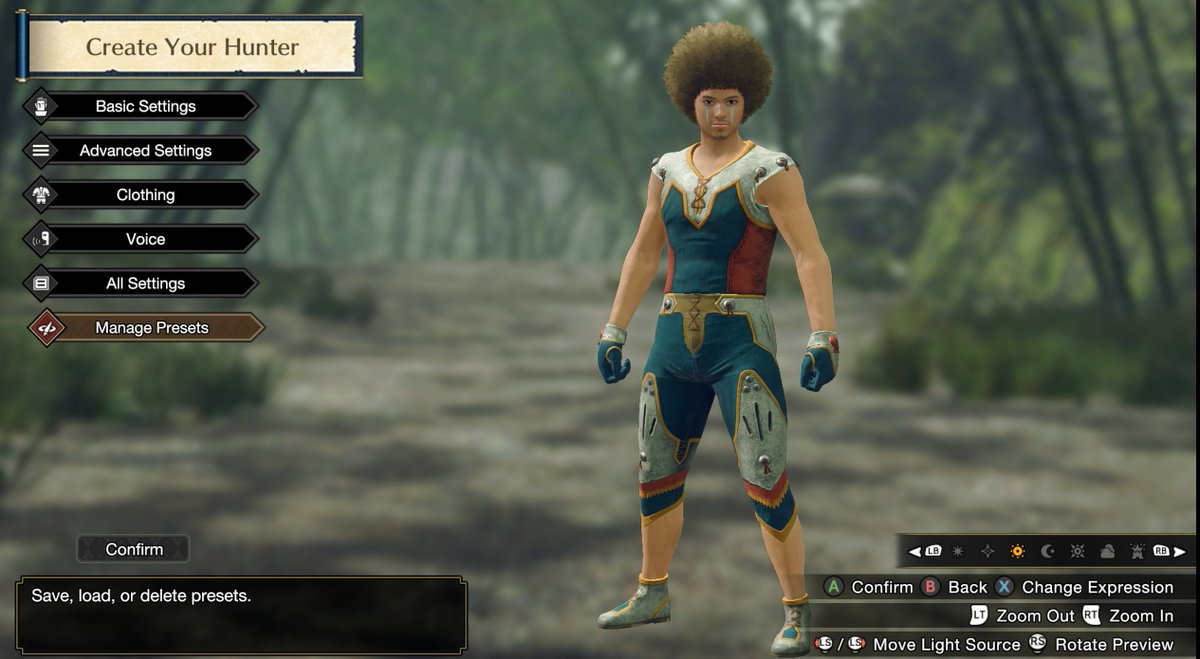 Create Your Hunter
Basic Settings
Advanced Settings
Clothing
Voice
All Settings
Manage Presets
Confirm
Save, load, or delete presets.
LB RB
A Confirm B Back X Change Expression
LT Zoom Out RT Zoom In
LS / LS Move Light Source RS Rotate Preview